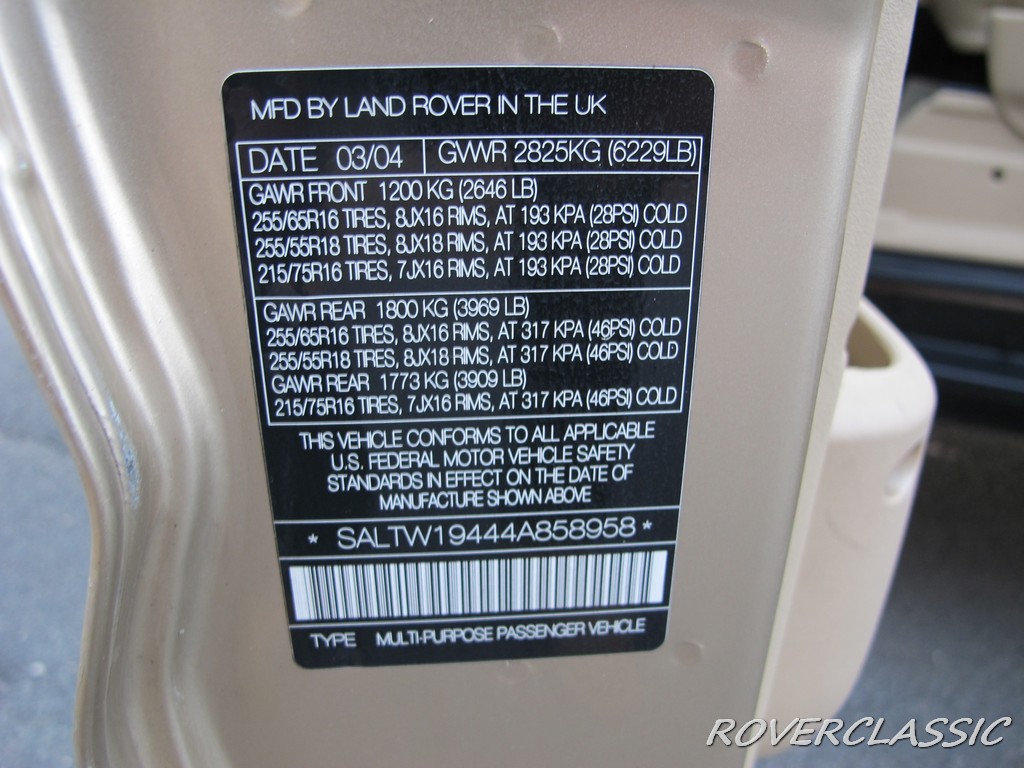 MFD BY LAND ROVER IN THE UK
DATE 03/04 GVWR 2825KG (6229LB)
GAWR FRONT 1200 KG (2646 LB)
255/65R16 TIRES, 8JX16 RIMS, AT 193 KPA (28PSI) COLD
255/55R18 TIRES, 8JX18 RIMS, AT 193 KPA (28PSI) COLD
215/75R16 TIRES, 7JX16 RIMS, AT 193 KPA (28PSI) COLD
GAWR REAR 1800 KG (3969 LB)
255/65R16 TIRES, 8JX16 RIMS, AT 317 KPA (46PSI) COLD
255/55R18 TIRES, 8JX18 RIMS, AT 317 KPA (46PSI) COLD
GAWR REAR 1773 KG (3909 LB)
215/75R16 TIRES, 7JX16 RIMS, AT 317 KPA (46PSI) COLD
THIS VEHICLE CONFORMS TO ALL APPLICABLE
U.S. FEDERAL MOTOR VEHICLE SAFETY
STANDARDS IN EFFECT ON THE DATE OF
MANUFACTURE SHOWN ABOVE
* SALTW19444A858958 *
TYPE MULTI-PURPOSE PASSENGER VEHICLE
ROVERCLASSIC